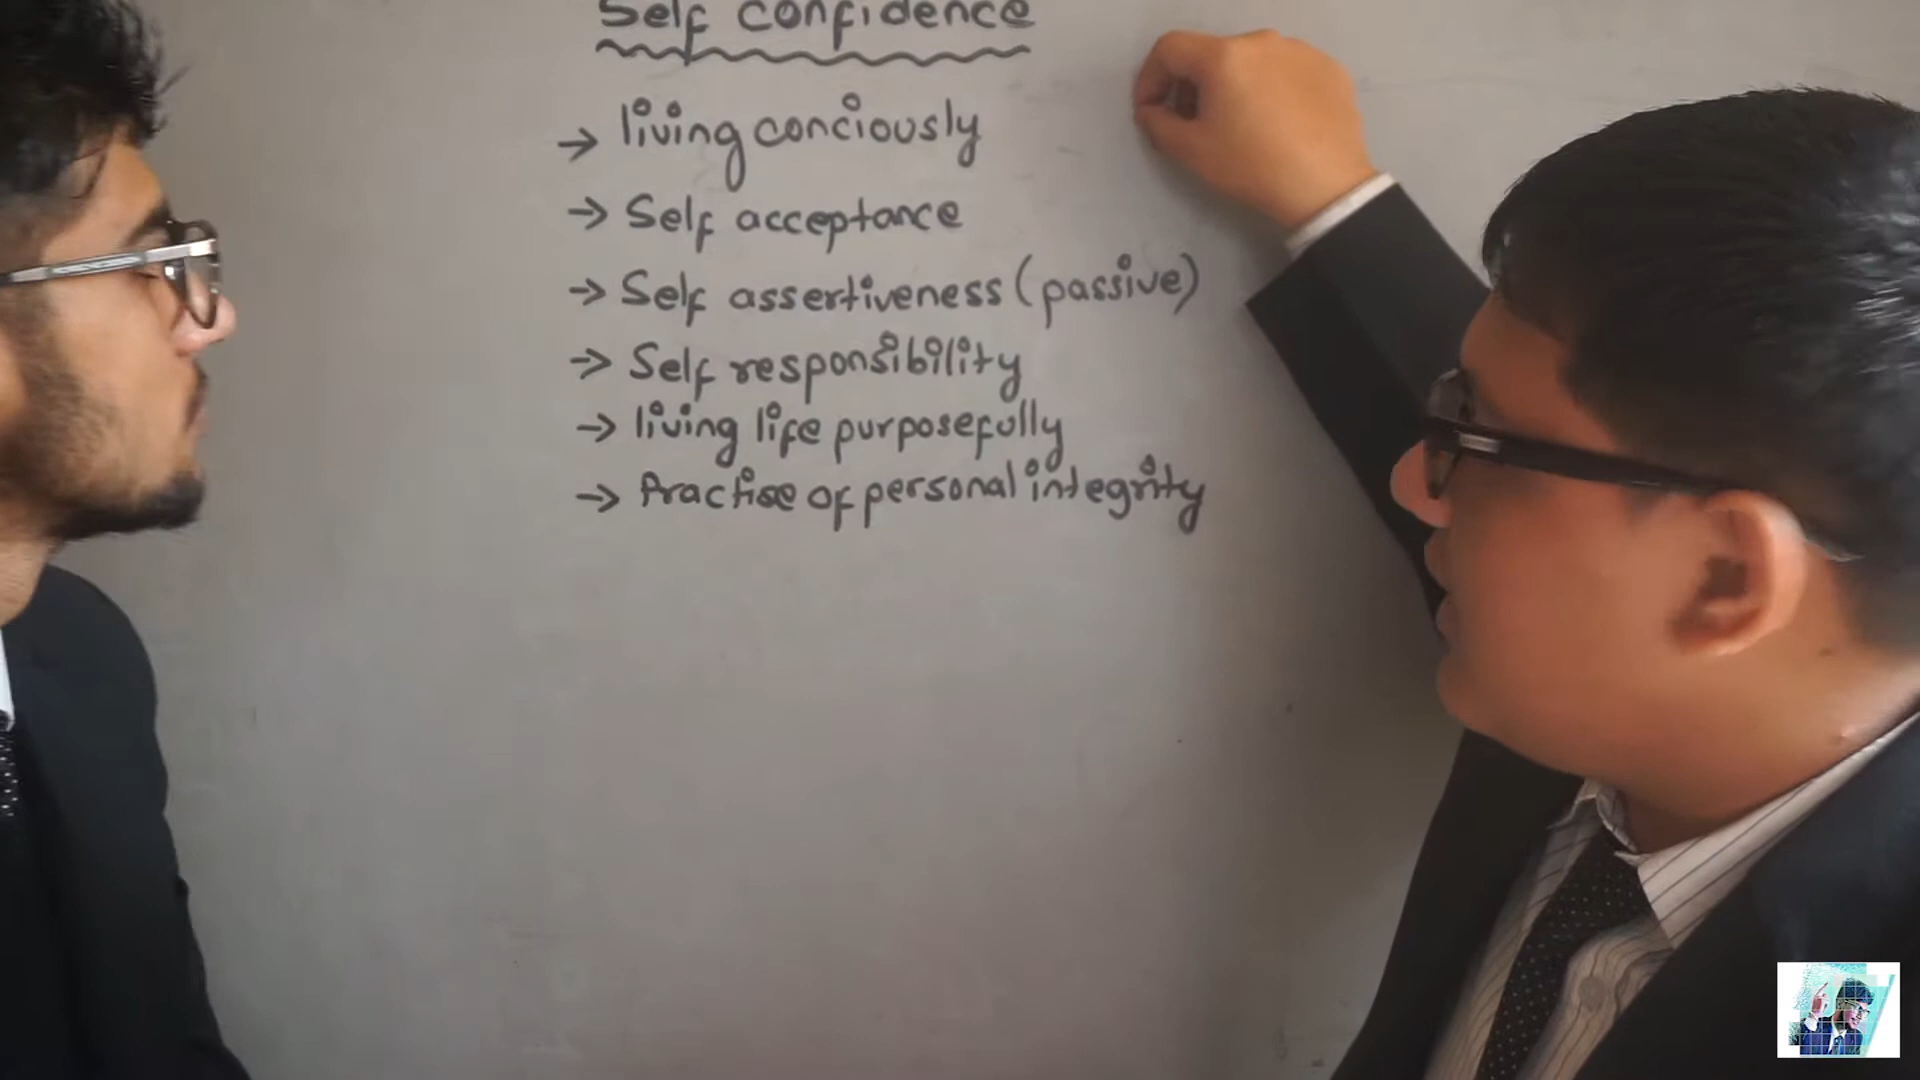 Self confidence
→ living conciously
→ Self acceptance
→ Self assertiveness (passive)
→ Self responsibility
→ living life purposefully
→ Practise of personal integrity